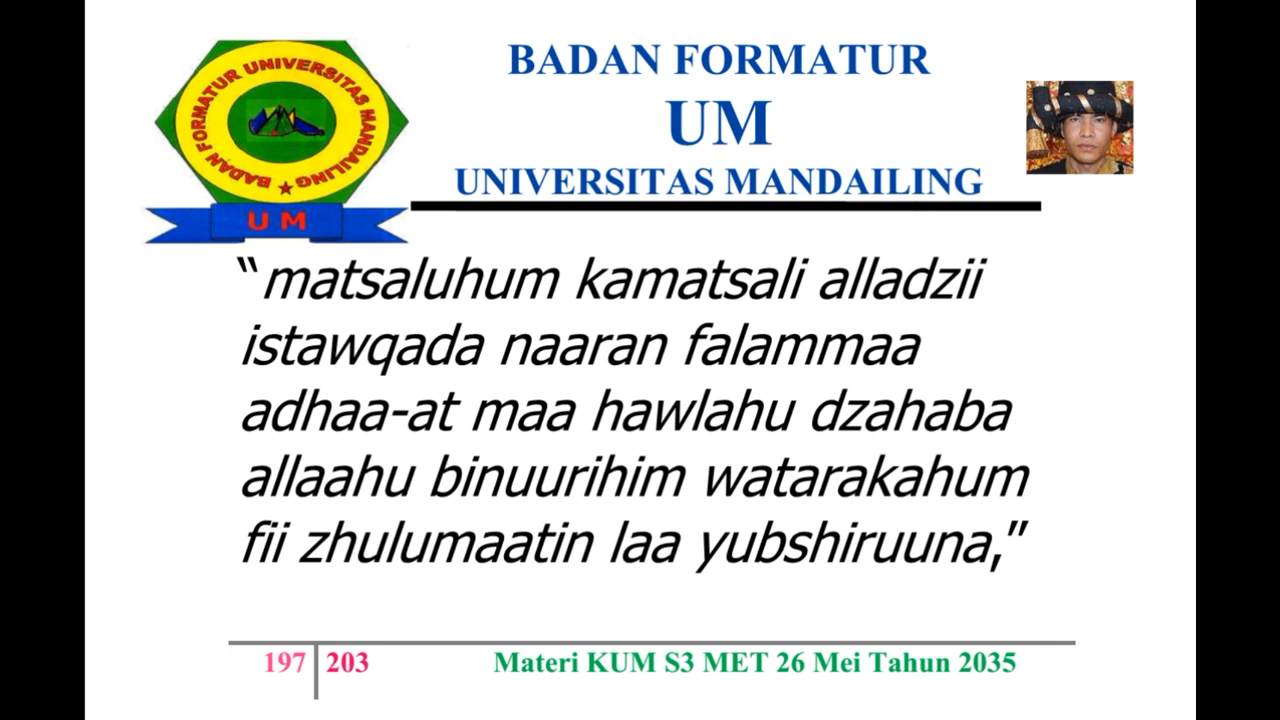 BADAN FORMATUR
UM
UNIVERSITAS MANDAILING
BADAN FORMATUR UNIVERSITAS MANDAILING
U M
“matsaluhum kamatsali alladzii
istawqada naaran falammaa
adhaa-at maa hawlahu dzahaba
allaahu binuurihim watarakahum
fii zhulumaatin laa yubshiruuna,”
197 203 Materi KUM S3 MET 26 Mei Tahun 2035